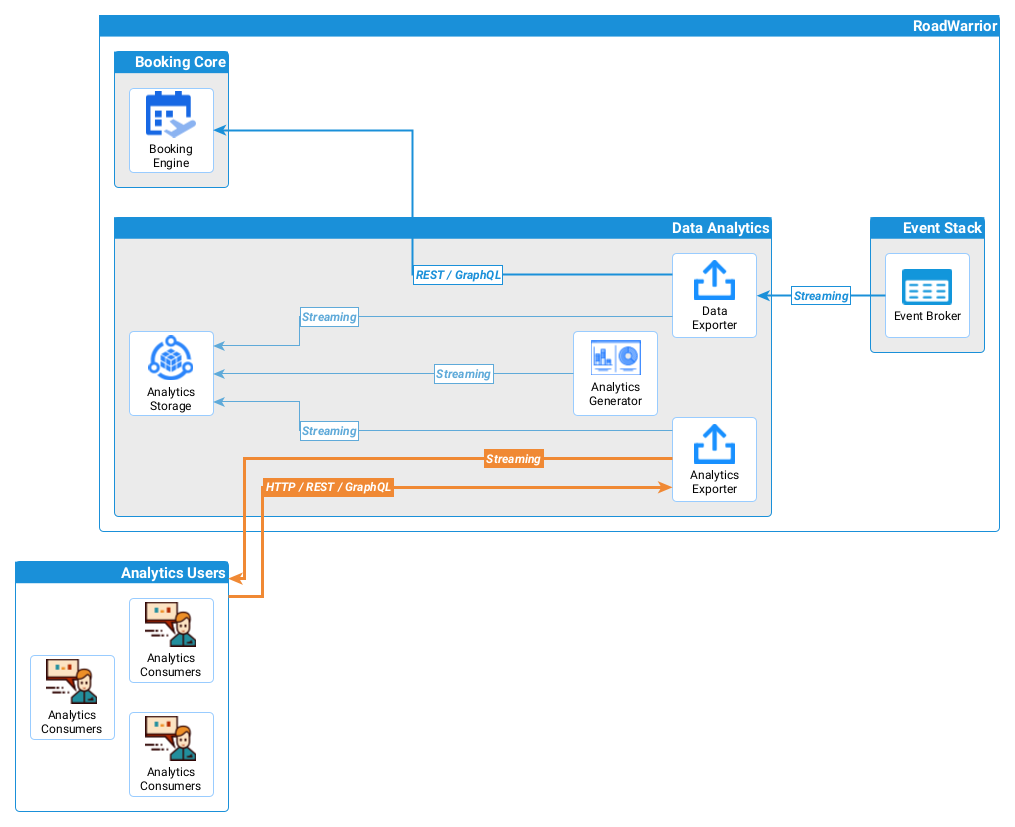 RoadWarrior
Booking Core
Booking
Engine
Data Analytics
Event Stack
REST / GraphQL
Data
Exporter
Streaming
Event Broker
Streaming
Analytics
Storage
Streaming
Analytics
Generator
Streaming
Analytics
Exporter
Streaming
HTTP / REST / GraphQL
Analytics Users
Analytics
Consumers
Analytics
Consumers
Analytics
Consumers